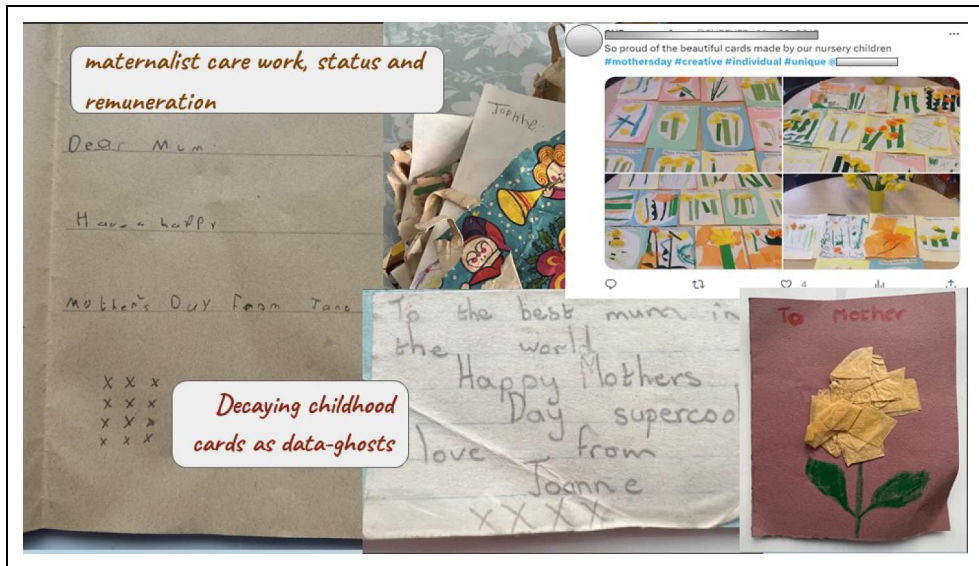 maternalist care work, status and
remuneration
Dear Mum.
Have a happy
Mother's Day From Jane
x x x
x x x
x x x
x x x
Decaying childhood
cards as data-ghosts
Joanne.
So proud of the beautiful cards made by our nursery children
#mothersday #creative #individual #unique @
4
To the best mum in
the world
Happy Mothers
Day supercool
love from
Joanne
X X X X
To Mother